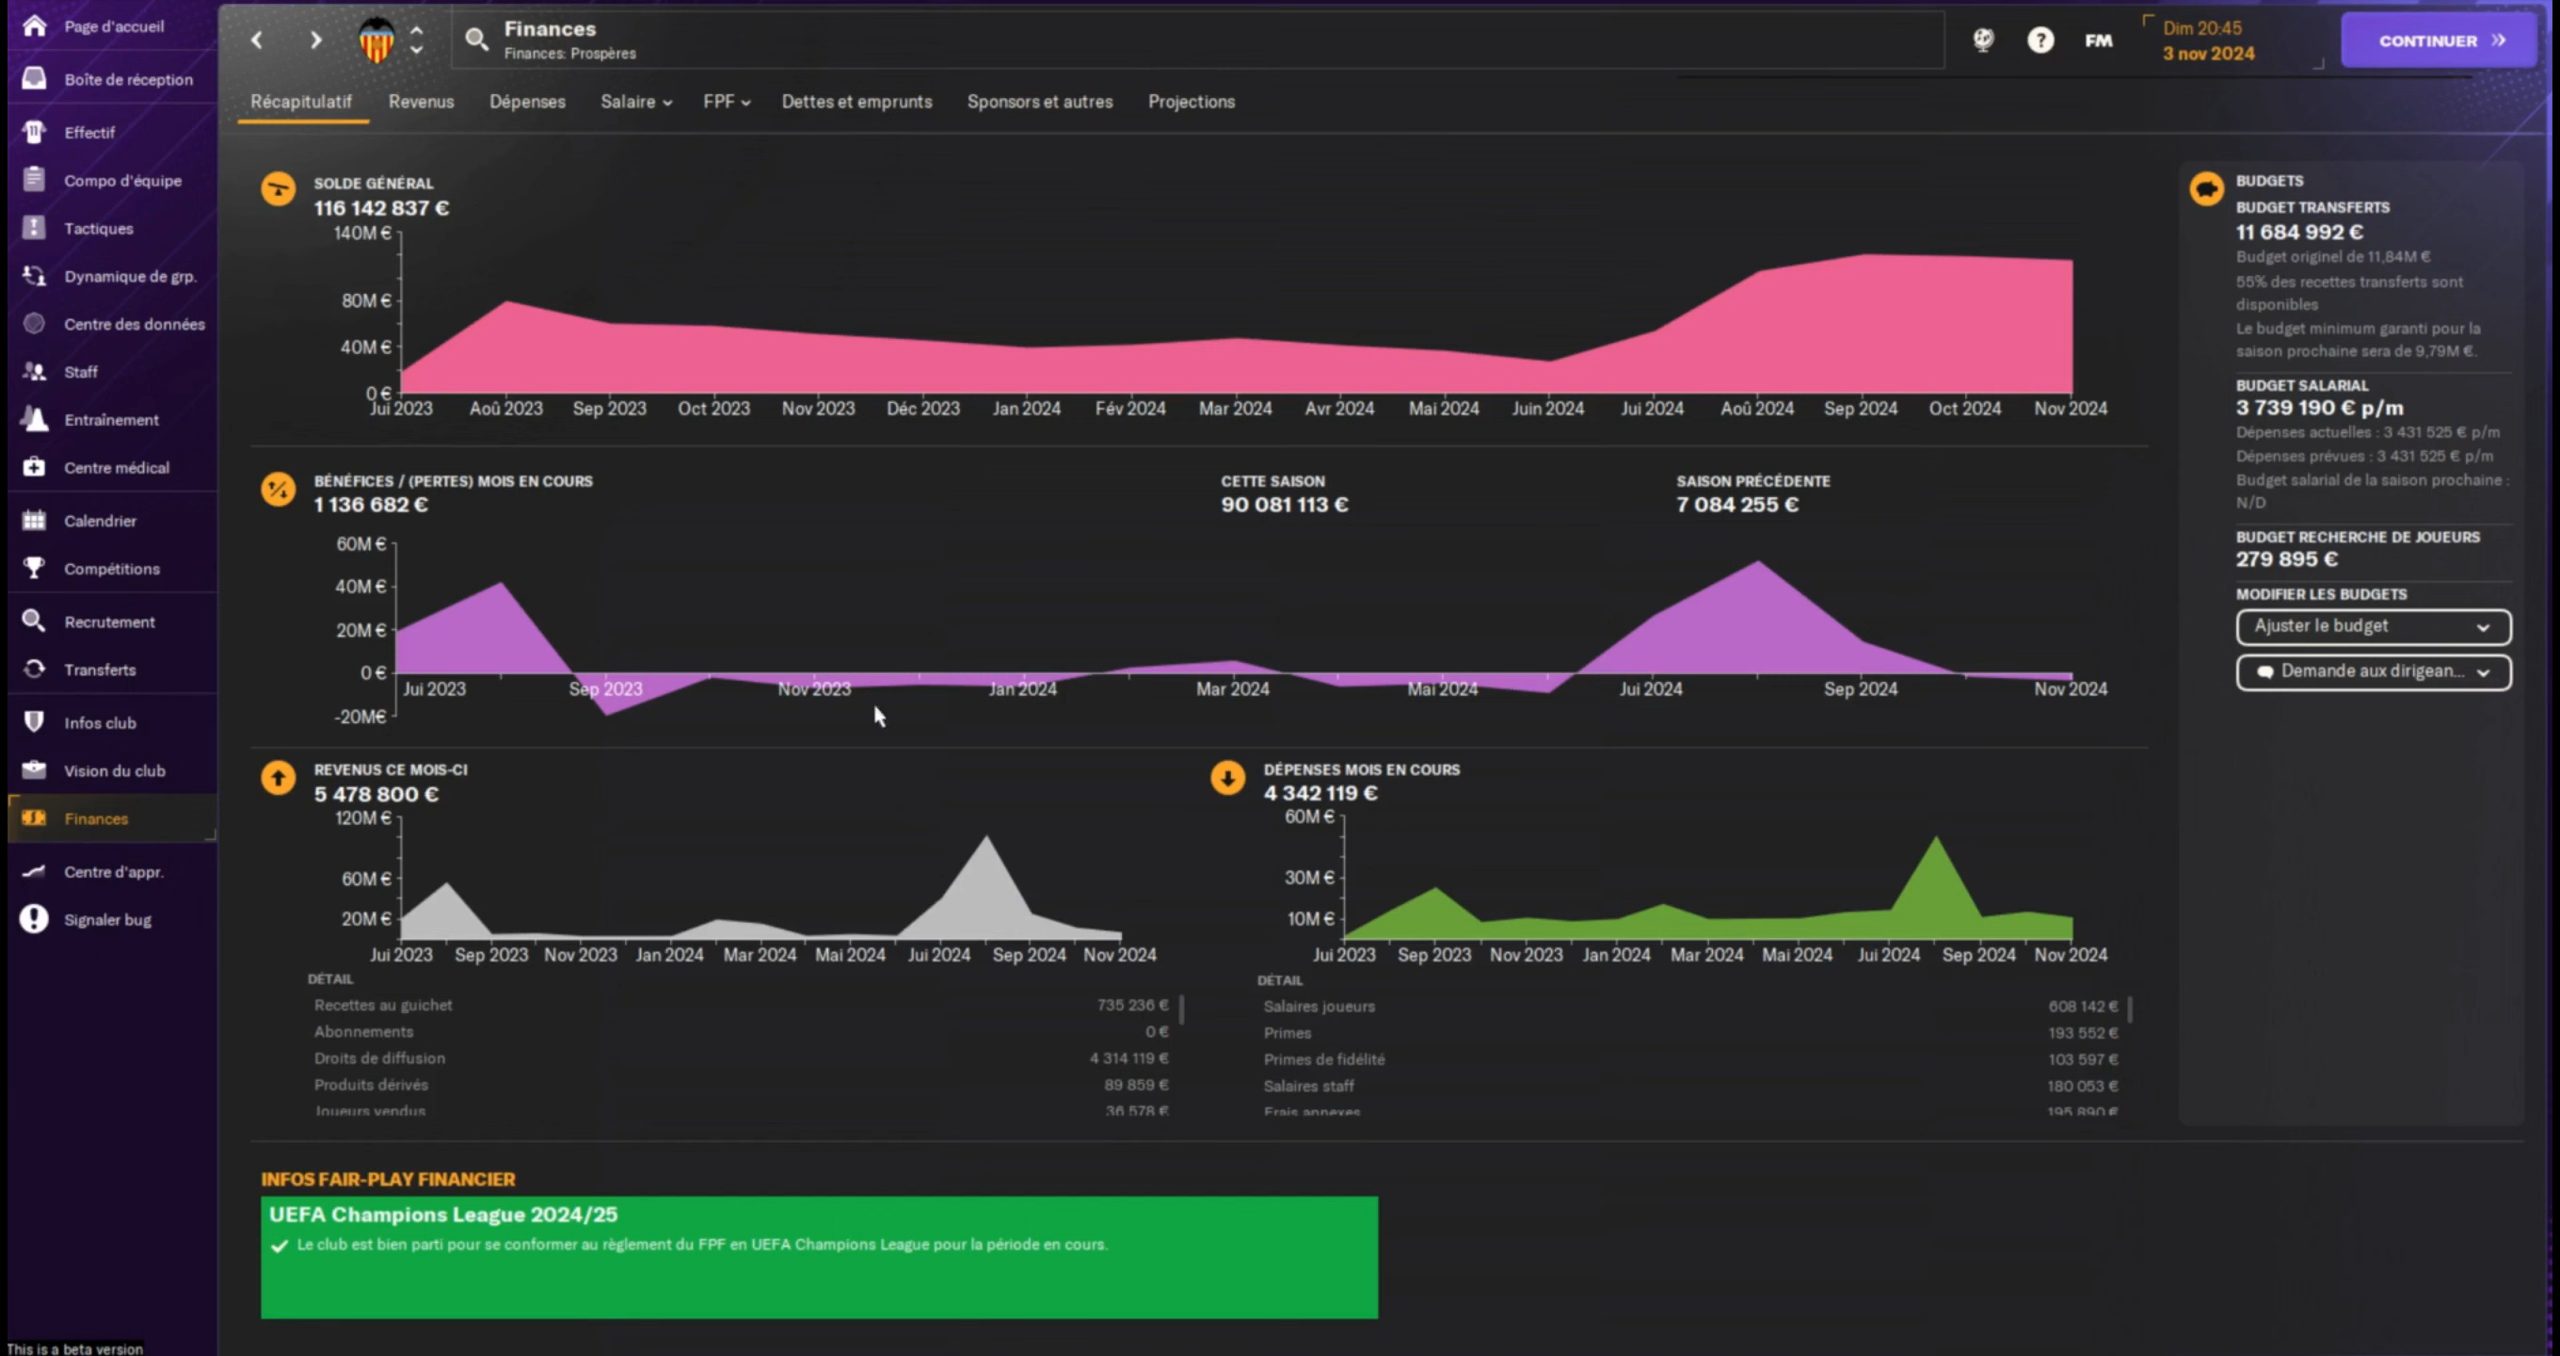 Page d'accueil
Boîte de réception
Effectif
Compo d'équipe
Tactiques
Dynamique de grp.
Centre des données
Staff
Entraînement
Centre médical
Calendrier
Compétitions
Recrutement
Transferts
Infos club
Vision du club
Finances
Centre d'appr.
Signaler bug
This is a beta version
Finances
Finances: Prospères
FM
Dim 20:45
3 nov 2024
CONTINUER
Récapitulatif Revenus Dépenses Salaire FPF Dettes et emprunts Sponsors et autres Projections
SOLDE GÉNÉRAL
116 142 837 €
140M €
80M €
40M €
0 €
Jui 2023 Aoû 2023 Sep 2023 Oct 2023 Nov 2023 Déc 2023 Jan 2024 Fév 2024 Mar 2024 Avr 2024 Mai 2024 Juin 2024 Jui 2024 Aoû 2024 Sep 2024 Oct 2024 Nov 2024
BÉNÉFICES / (PERTES) MOIS EN COURS
1 136 682 €
CETTE SAISON
90 081 113 €
SAISON PRÉCÉDENTE
7 084 255 €
60M €
40M €
20M €
0 €
-20M€
Jui 2023 Sep 2023 Nov 2023 Jan 2024 Mar 2024 Mai 2024 Jui 2024 Sep 2024 Nov 2024
REVENUS CE MOIS-CI
5 478 800 €
120M €
60M €
20M €
Jui 2023 Sep 2023 Nov 2023 Jan 2024 Mar 2024 Mai 2024 Jui 2024 Sep 2024 Nov 2024
DÉTAIL
Recettes au guichet 735 236 €
Abonnements 0 €
Droits de diffusion 4 314 119 €
Produits dérivés 89 859 €
Joueurs vendus 36 578 €
DÉPENSES MOIS EN COURS
4 342 119 €
60M €
30M €
10M €
Jui 2023 Sep 2023 Nov 2023 Jan 2024 Mar 2024 Mai 2024 Jui 2024 Sep 2024 Nov 2024
DÉTAIL
Salaires joueurs 608 142 €
Primes 193 552 €
Primes de fidélité 103 597 €
Salaires staff 180 053 €
Frais annexes 195 890 €
BUDGETS
BUDGET TRANSFERTS
11 684 992 €
Budget originel de 11,84M €
55% des recettes transferts sont
disponibles
Le budget minimum garanti pour la
saison prochaine sera de 9,79M €.
BUDGET SALARIAL
3 739 190 € p/m
Dépenses actuelles : 3 431 525 € p/m
Dépenses prévues : 3 431 525 € p/m
Budget salarial de la saison prochaine :
N/D
BUDGET RECHERCHE DE JOUEURS
279 895 €
MODIFIER LES BUDGETS
Ajuster le budget
Demande aux dirigean...
INFOS FAIR-PLAY FINANCIER
UEFA Champions League 2024/25
Le club est bien parti pour se conformer au règlement du FPF en UEFA Champions League pour la période en cours.